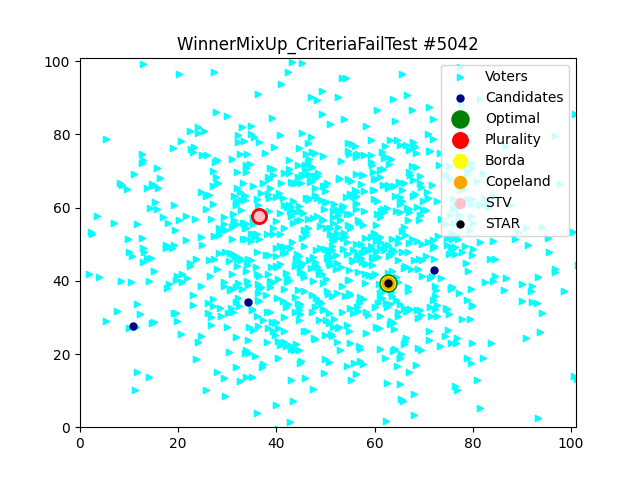 WinnerMixUp_CriteriaFailTest #5042
100
80
60
40
20
0
0
20
40
60
80
100
Voters
Candidates
Optimal
Plurality
Borda
Copeland
STV
STAR